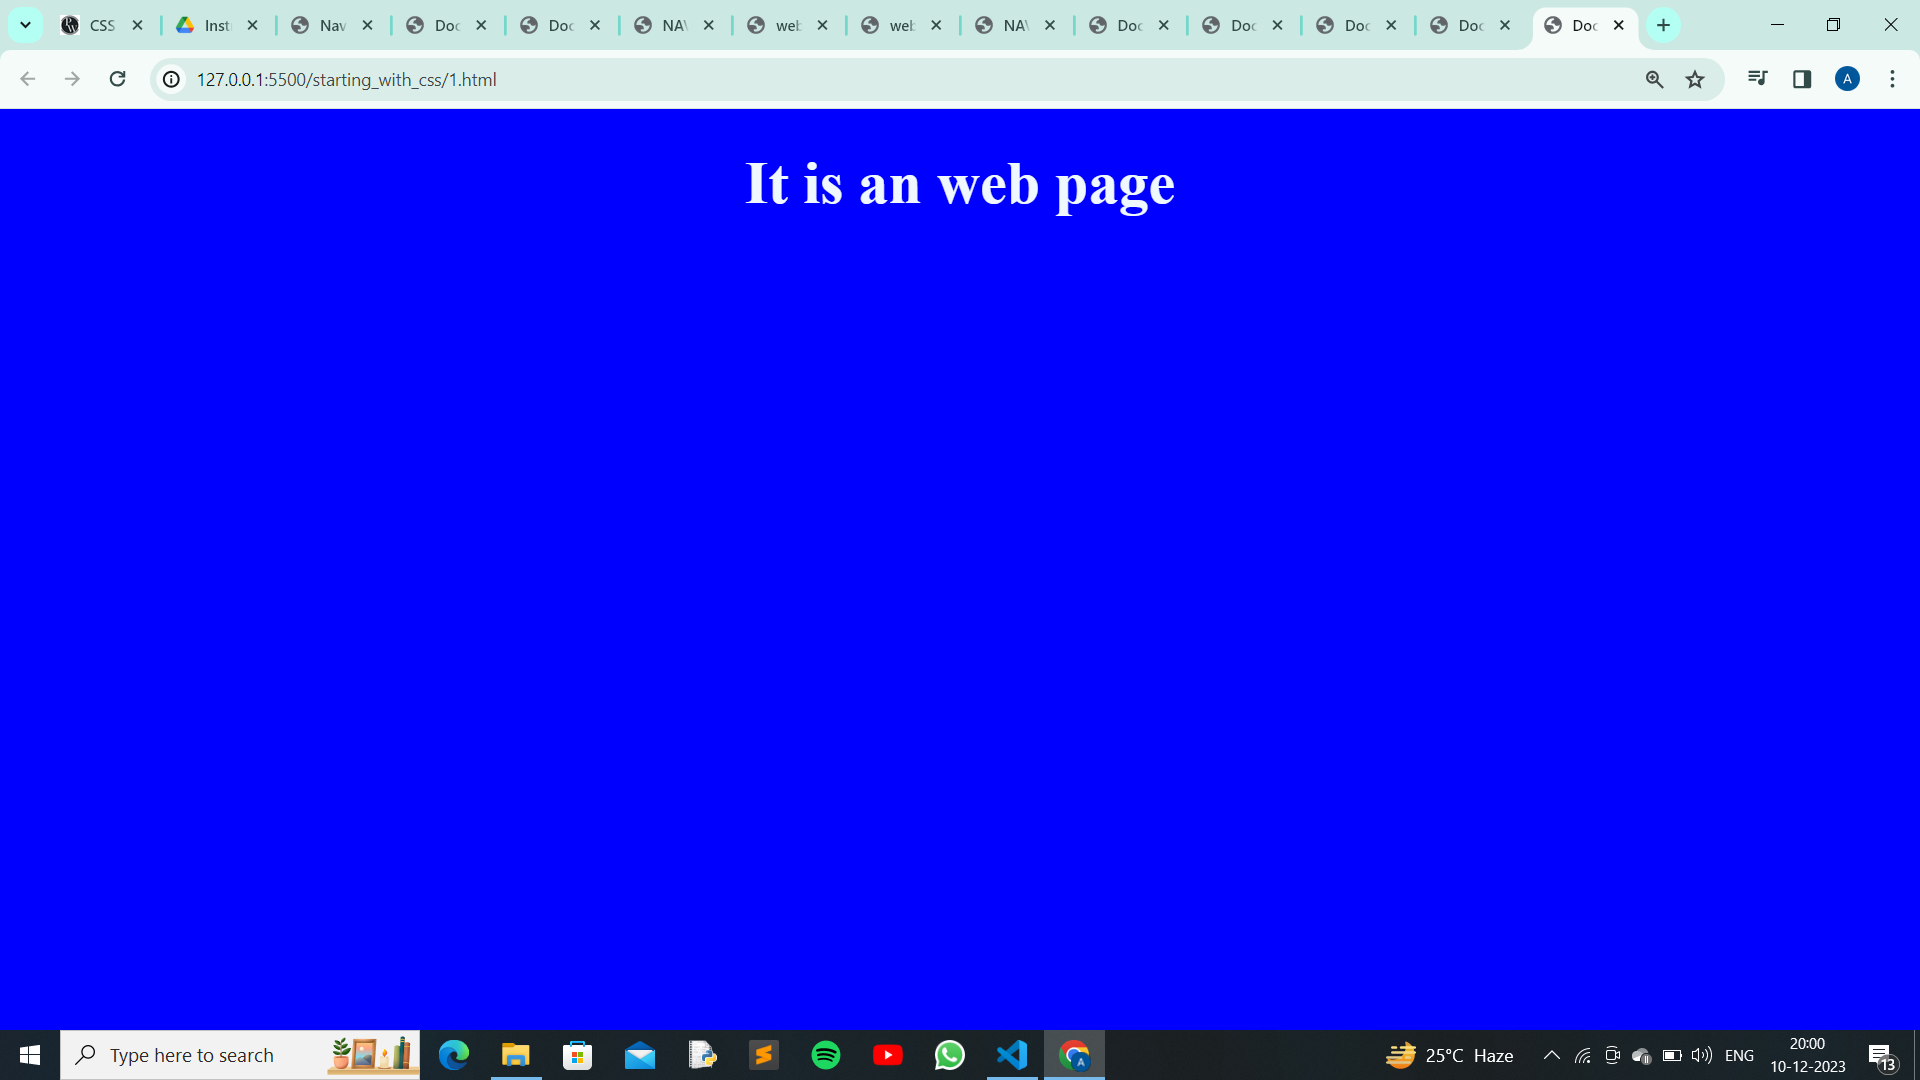 CSS Inst Nav Doc Doc NAV web web NAV Doc Doc Doc Doc Doc
127.0.0.1:5500/starting_with_css/1.html
A
It is an web page
Type here to search
25°C Haze
ENG
20:00
10-12-2023
13